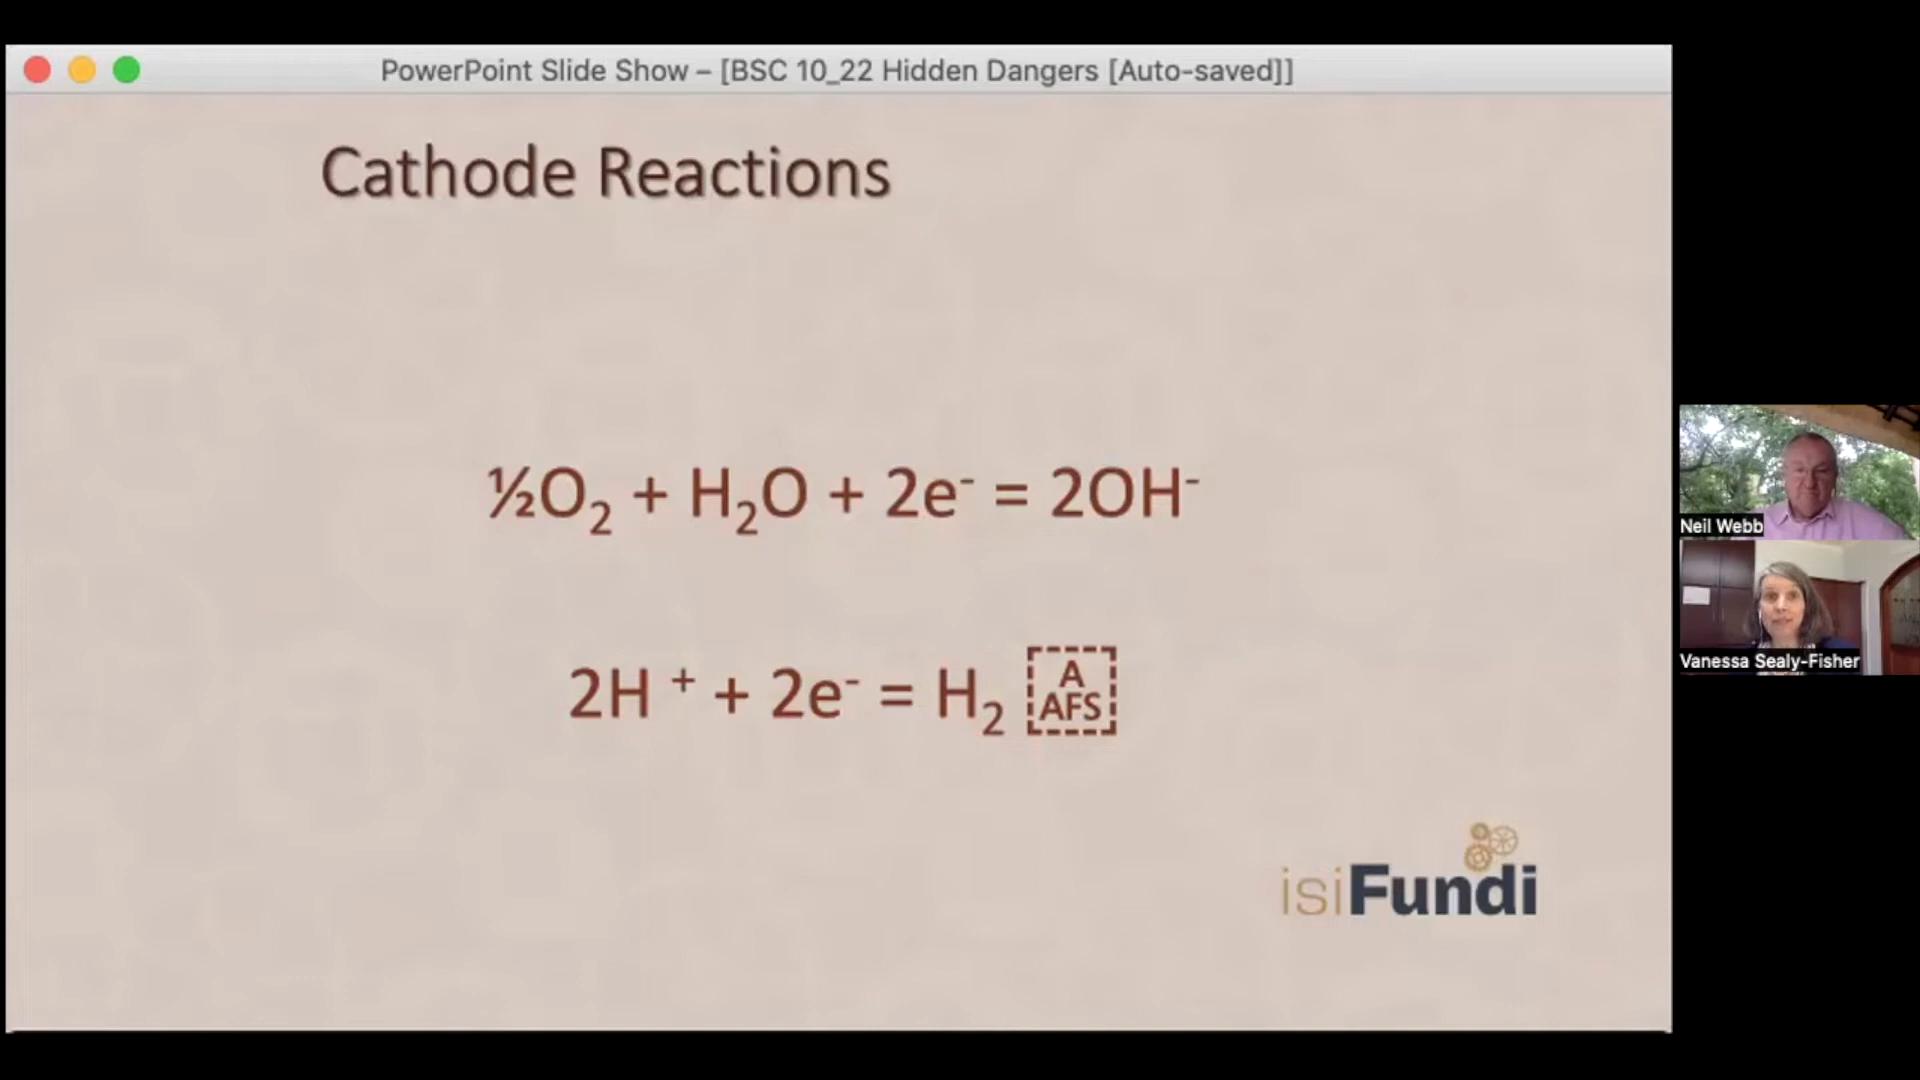 PowerPoint Slide Show – [BSC 10_22 Hidden Dangers [Auto-saved]]
Cathode Reactions
½O₂ + H₂O + 2e⁻ = 2OH⁻
2H ⁺ + 2e⁻ = H₂
A
AFS
isiFundi
Neil Webb
Vanessa Sealy-Fisher